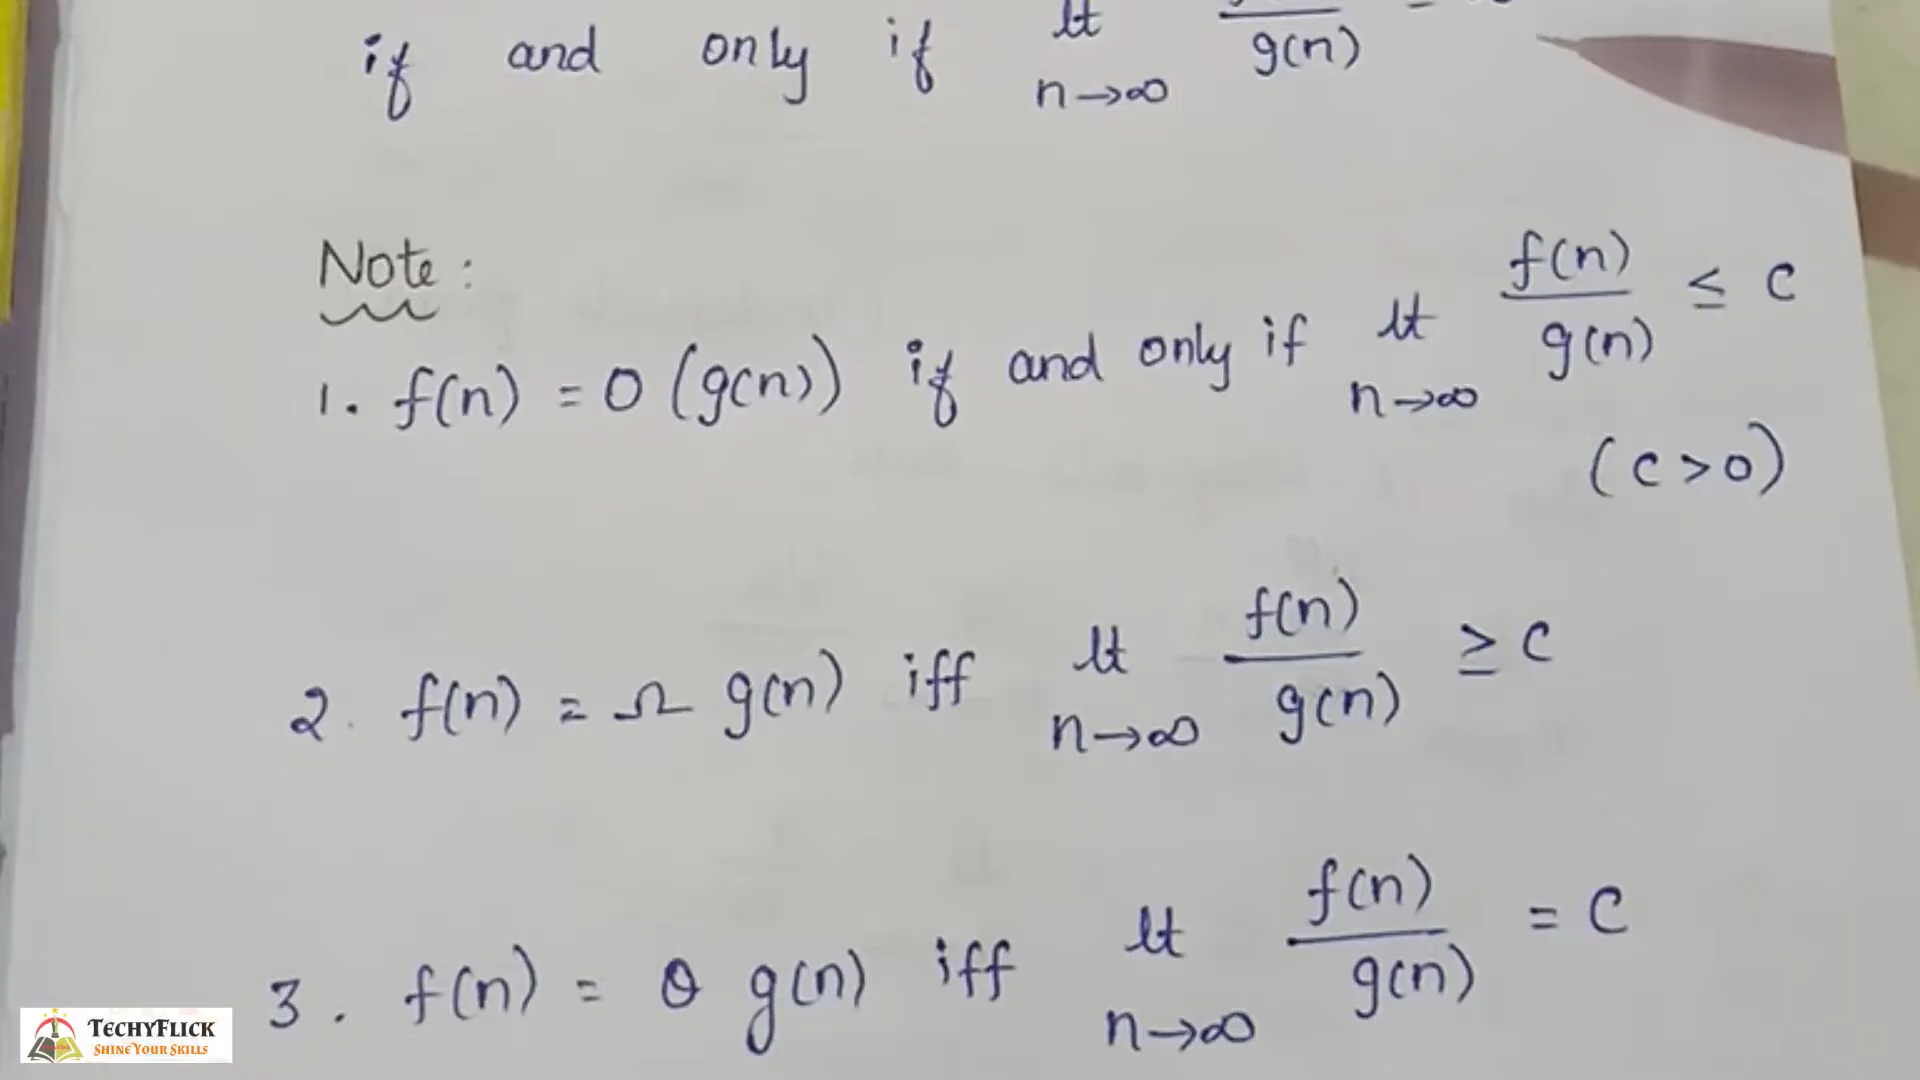 if and only if lt n→∞ g(n)
Note:
1. f(n) = O (g(n)) if and only if lt n→∞ f(n)/g(n) ≤ c
(c > 0)
2. f(n) = Ω g(n) iff lt n→∞ f(n)/g(n) ≥ c
3. f(n) = θ g(n) iff lt n→∞ f(n)/g(n) = c
TECHYFLICK
SHINE YOUR SKILLS